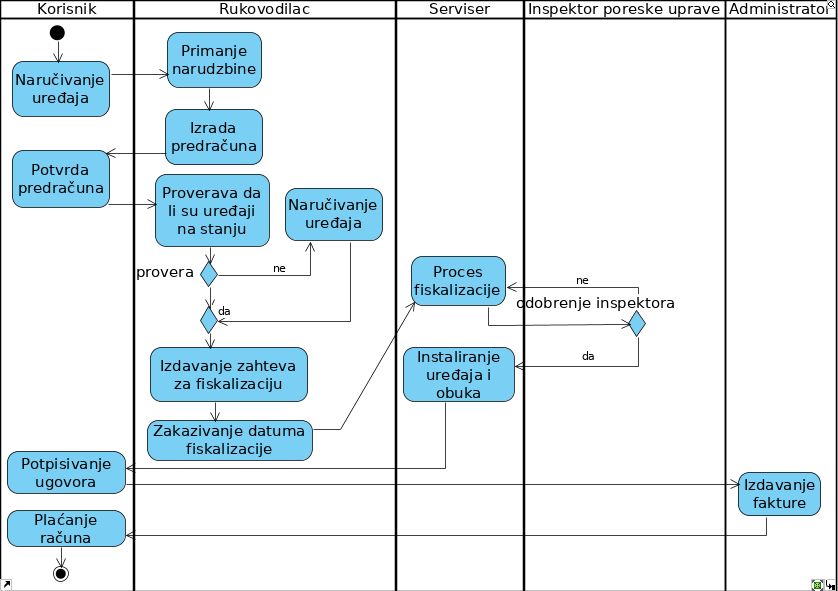 Korisnik
Rukovodilac
Serviser
Inspektor poreske uprave
Administrator
Naručivanje
uređaja
Primanje
narudzbine
Izrada
predračuna
Potvrda
predračuna
Proverava da
li su uređaji
na stanju
Naručivanje
uređaja
provera
ne
da
Izdavanje zahteva
za fiskalizaciju
Zakazivanje datuma
fiskalizacije
Proces
fiskalizacije
ne
odobrenje inspektora
da
Instaliranje
uređaja i
obuka
Potpisivanje
ugovora
Izdavanje
fakture
Plaćanje
računa